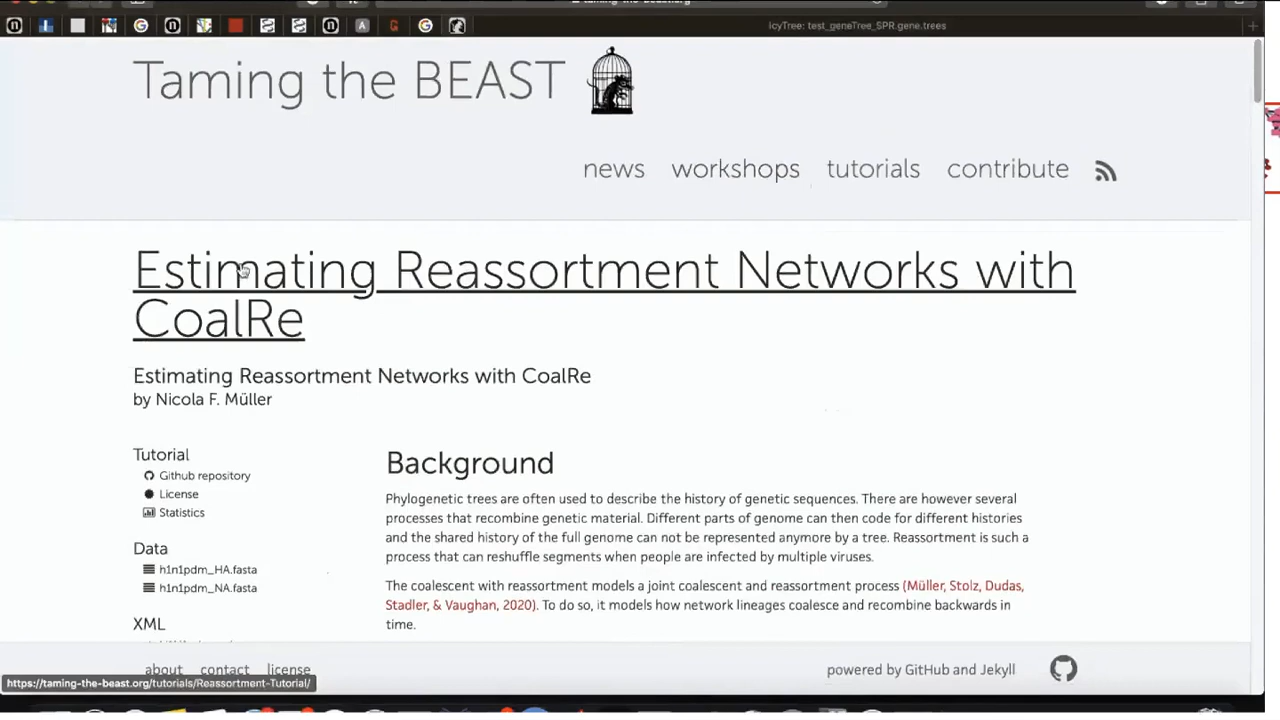 IcyTree: test_geneTree_SPR.gene.trees
Taming the BEAST
news workshops tutorials contribute
Estimating Reassortment Networks with
CoalRe
Estimating Reassortment Networks with CoalRe
by Nicola F. Müller
Tutorial
Github repository
License
Statistics
Data
h1n1pdm_HA.fasta
h1n1pdm_NA.fasta
XML
Background
Phylogenetic trees are often used to describe the history of genetic sequences. There are however several
processes that recombine genetic material. Different parts of genome can then code for different histories
and the shared history of the full genome can not be represented anymore by a tree. Reassortment is such a
process that can reshuffle segments when people are infected by multiple viruses.
The coalescent with reassortment models a joint coalescent and reassortment process (Müller, Stolz, Dudas,
Stadler, & Vaughan, 2020). To do so, it models how network lineages coalesce and recombine backwards in
time.
about contact license
powered by GitHub and Jekyll
https://taming-the-beast.org/tutorials/Reassortment-Tutorial/